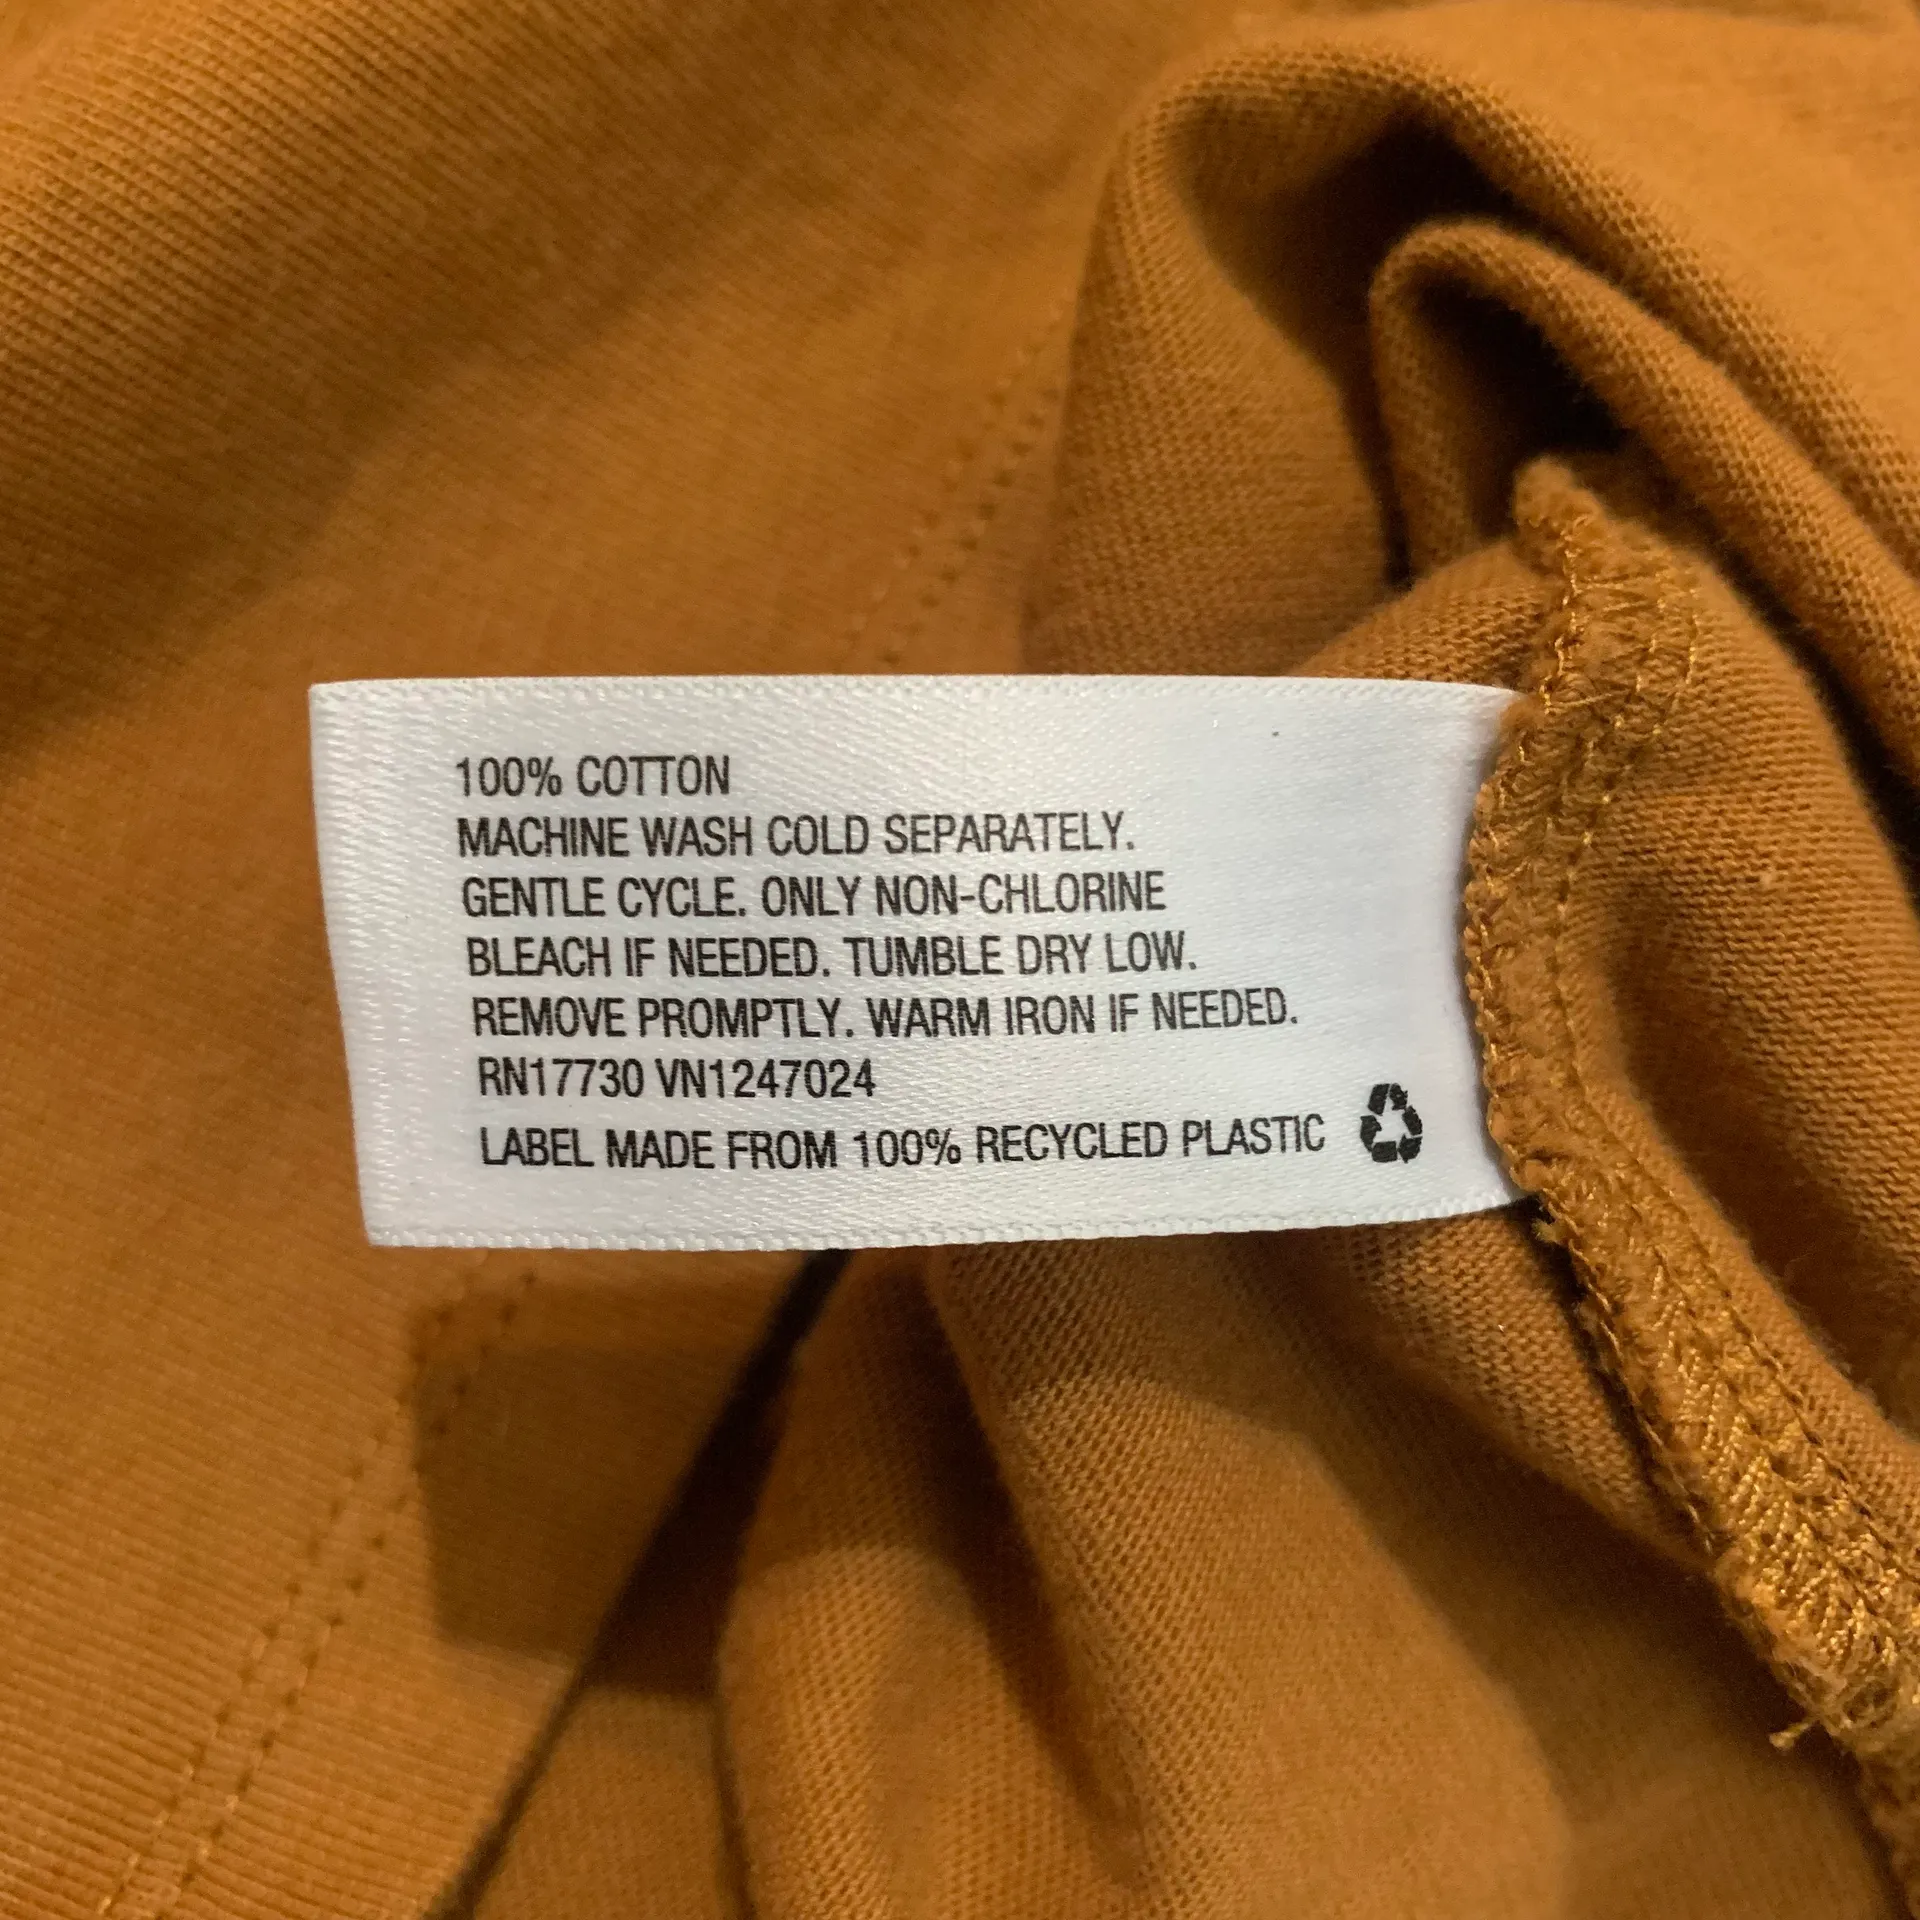 100% COTTON
MACHINE WASH COLD SEPARATELY.
GENTLE CYCLE. ONLY NON-CHLORINE
BLEACH IF NEEDED. TUMBLE DRY LOW.
REMOVE PROMPTLY. WARM IRON IF NEEDED.
RN17730 VN1247024
LABEL MADE FROM 100% RECYCLED PLASTIC